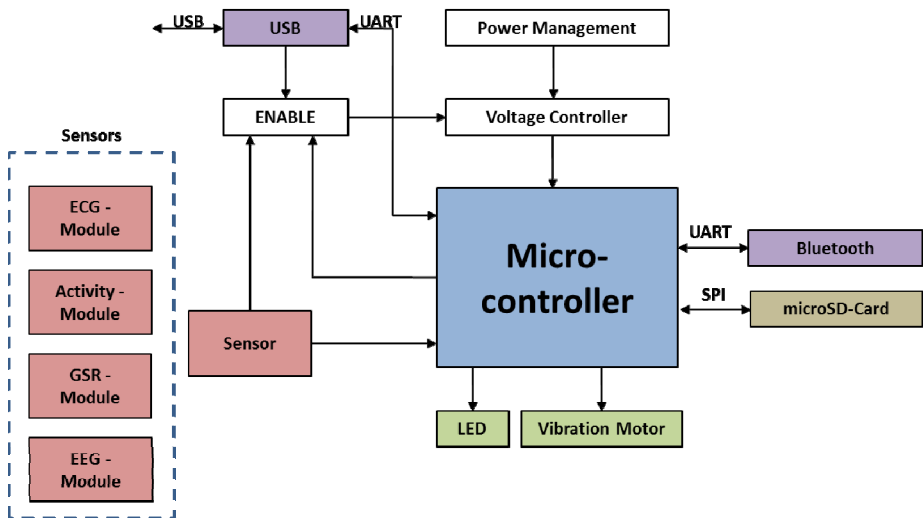 USB
USB
UART
Power Management
ENABLE
Voltage Controller
Sensors
ECG -
Module
Activity -
Module
GSR -
Module
EEG -
Module
Sensor
Micro-
controller
UART
Bluetooth
SPI
microSD-Card
LED
Vibration Motor